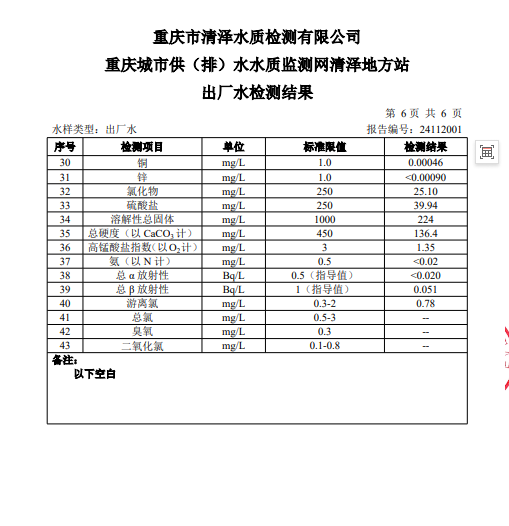 重庆市清泽水质检测有限公司
重庆城市供（排）水水质监测网清泽地方站
出厂水检测结果
第 6 页 共 6 页
水样类型：出厂水 报告编号：24112001
序号 检测项目 单位 标准限值 检测结果
30 铜 mg/L 1.0 0.00046
31 锌 mg/L 1.0 <0.00090
32 氯化物 mg/L 250 25.10
33 硫酸盐 mg/L 250 39.94
34 溶解性总固体 mg/L 1000 224
35 总硬度（以 CaCO₃ 计） mg/L 450 136.4
36 高锰酸盐指数（以 O₂ 计） mg/L 3 1.35
37 氨（以 N 计） mg/L 0.5 <0.02
38 总 α 放射性 Bq/L 0.5（指导值） <0.020
39 总 β 放射性 Bq/L 1（指导值） 0.051
40 游离氯 mg/L 0.3-2 0.78
41 总氯 mg/L 0.5-3 --
42 臭氧 mg/L 0.3 --
43 二氧化氯 mg/L 0.1-0.8 --
备注：
以下空白